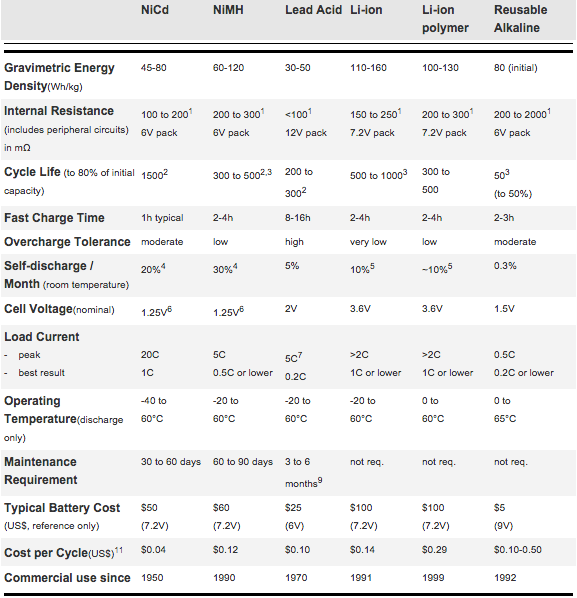 NiCd NiMH Lead Acid Li-ion Li-ion polymer Reusable Alkaline
Gravimetric Energy Density(Wh/kg) 45-80 60-120 30-50 110-160 100-130 80 (initial)
Internal Resistance (includes peripheral circuits) in mΩ 100 to 200¹ 6V pack 200 to 300¹ 6V pack <100¹ 12V pack 150 to 250¹ 7.2V pack 200 to 300¹ 7.2V pack 200 to 2000¹ 6V pack
Cycle Life (to 80% of initial capacity) 1500² 300 to 500²,³ 200 to 300² 500 to 1000³ 300 to 500 50³ (to 50%)
Fast Charge Time 1h typical 2-4h 8-16h 2-4h 2-4h 2-3h
Overcharge Tolerance moderate low high very low low moderate
Self-discharge / Month (room temperature) 20%⁴ 30%⁴ 5% 10%⁵ ~10%⁵ 0.3%
Cell Voltage(nominal) 1.25V⁶ 1.25V⁶ 2V 3.6V 3.6V 1.5V
Load Current
- peak 20C 5C 5C⁷ >2C >2C 0.5C
- best result 1C 0.5C or lower 0.2C 1C or lower 1C or lower 0.2C or lower
Operating Temperature(discharge only) -40 to 60°C -20 to 60°C -20 to 60°C -20 to 60°C 0 to 60°C 0 to 65°C
Maintenance Requirement 30 to 60 days 60 to 90 days 3 to 6 months⁹ not req. not req. not req.
Typical Battery Cost (US$, reference only) $50 (7.2V) $60 (7.2V) $25 (6V) $100 (7.2V) $100 (7.2V) $5 (9V)
Cost per Cycle(US$)¹¹ $0.04 $0.12 $0.10 $0.14 $0.29 $0.10-0.50
Commercial use since 1950 1990 1970 1991 1999 1992